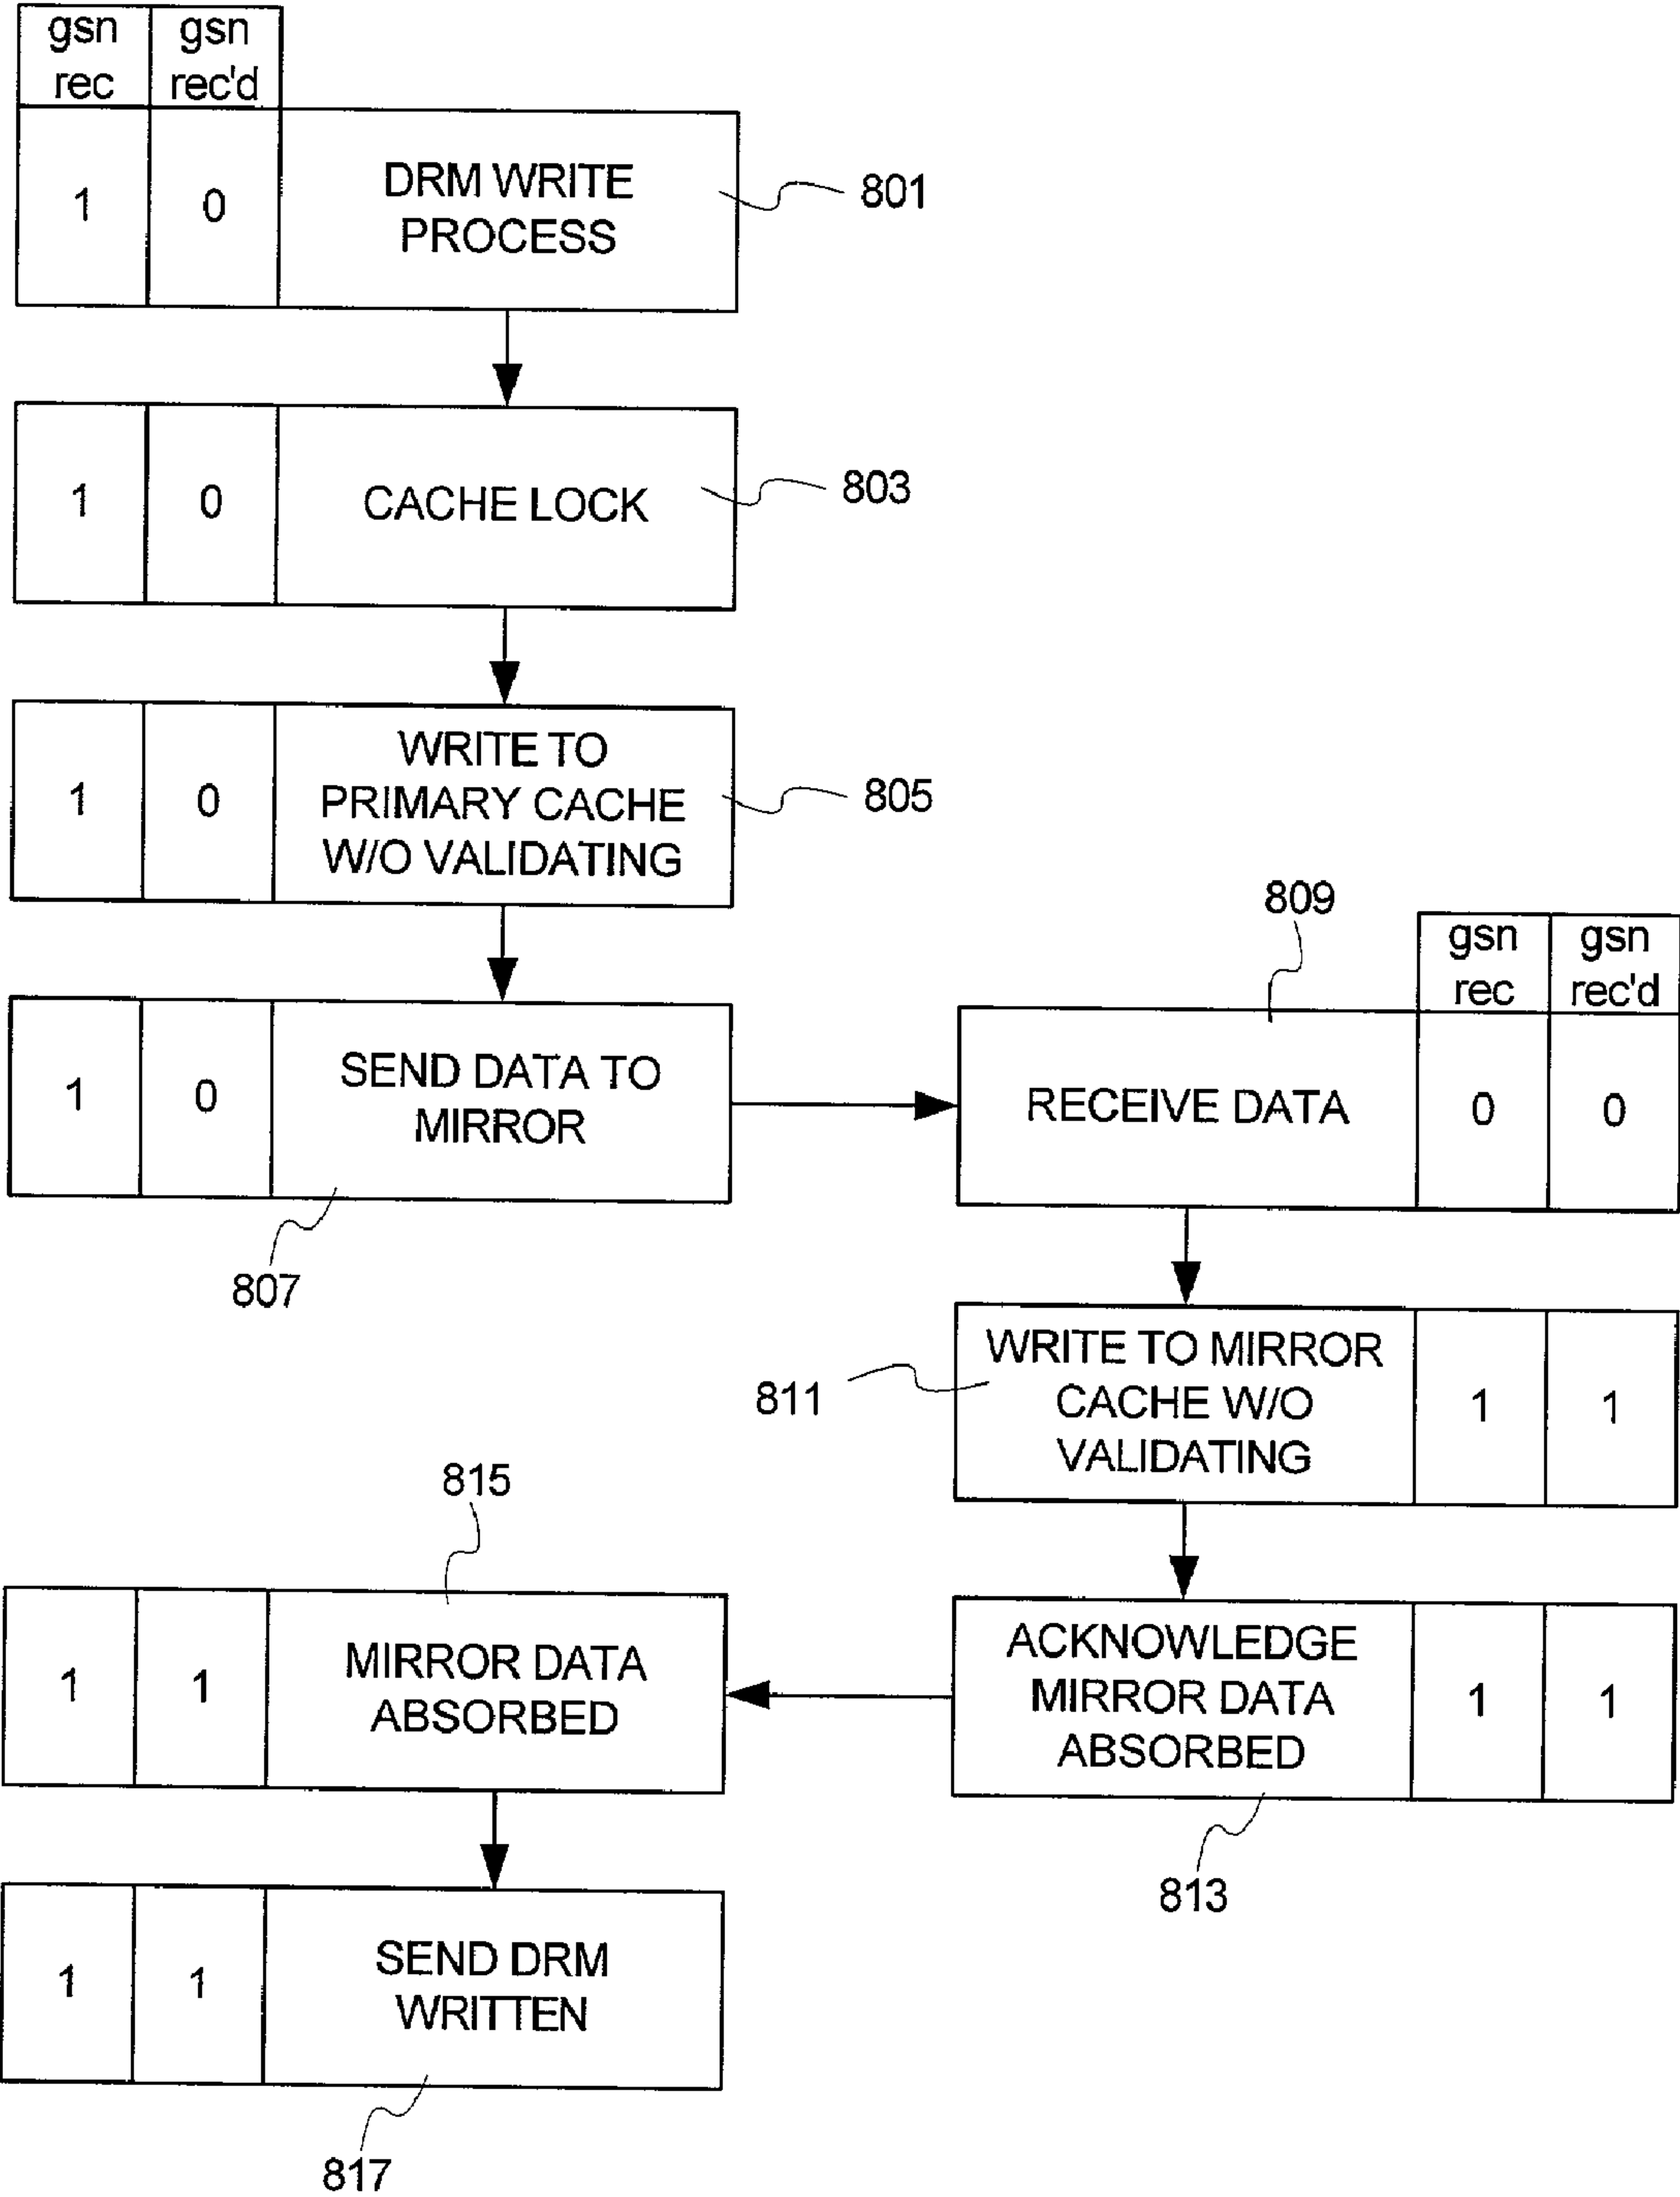 gsn gsn
rec rec'd
1 0 DRM WRITE
PROCESS
801
1 0 CACHE LOCK
803
1 0 WRITE TO
PRIMARY CACHE
W/O VALIDATING
805
1 0 SEND DATA TO
MIRROR
807
809
gsn gsn
rec rec'd
RECEIVE DATA 0 0
811
WRITE TO MIRROR
CACHE W/O
VALIDATING
1 1
ACKNOWLEDGE
MIRROR DATA
ABSORBED
1 1
813
815
1 1 MIRROR DATA
ABSORBED
1 1 SEND DRM
WRITTEN
817